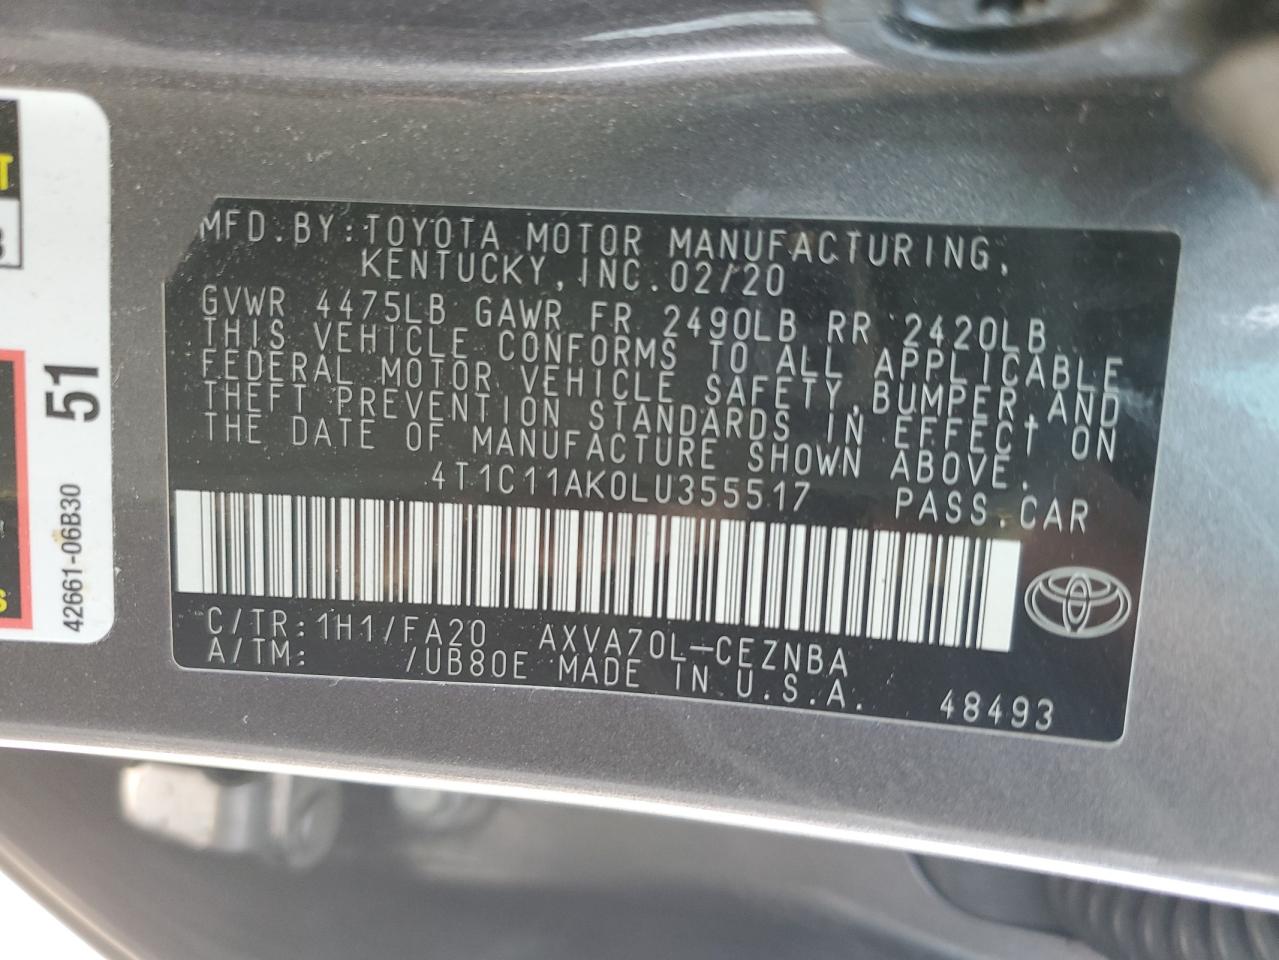 MFD. BY: TOYOTA MOTOR MANUFACTURING,
KENTUCKY, INC. 02/20
GVWR 4475LB GAWR FR 2490LB RR 2420LB
THIS VEHICLE CONFORMS TO ALL APPLICABLE
FEDERAL MOTOR VEHICLE SAFETY, BUMPER, AND
THEFT PREVENTION STANDARDS IN EFFECT ON
THE DATE OF MANUFACTURE SHOWN ABOVE.
4T1C11AK0LU355517 PASS. CAR
C/TR: 1H1/FA20 AXVA70L-CEZNBA
A/TM: /UB80E MADE IN U.S.A.
48493
51
42661-06B30
T
3
S